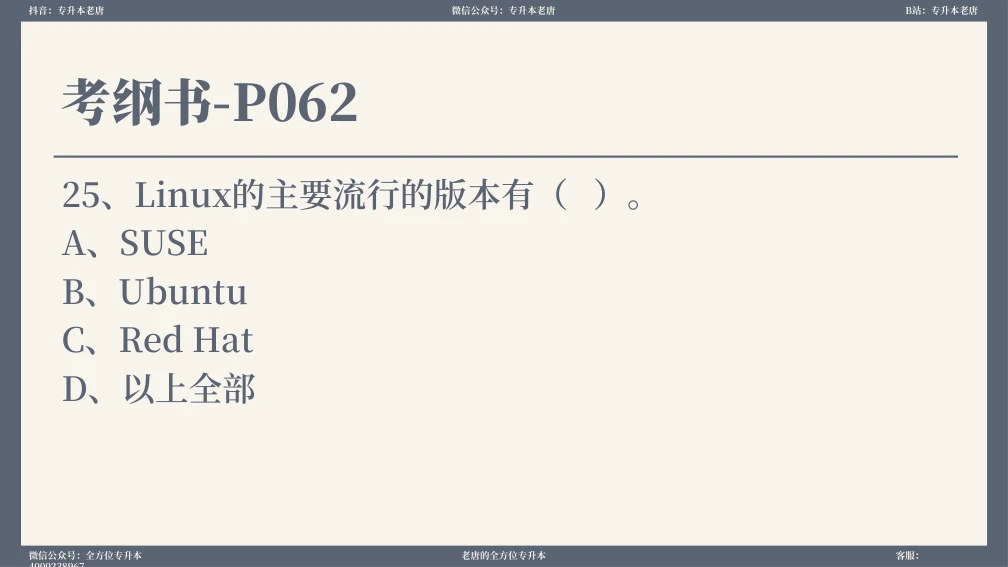 抖音：专升本老唐
微信公众号：专升本老唐
B站：专升本老唐
考纲书-P062
25、Linux的主要流行的版本有（  ）。
A、SUSE
B、Ubuntu
C、Red Hat
D、以上全部
微信公众号：全方位专升本
老唐的全方位专升本
客服：
4000238967